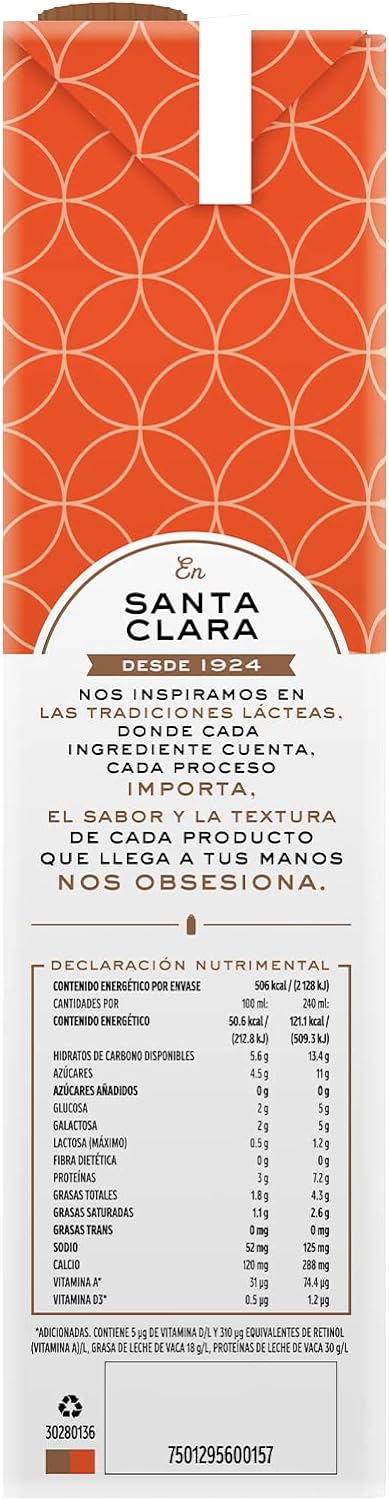 En
SANTA
CLARA
DESDE 1924
NOS INSPIRAMOS EN
LAS TRADICIONES LÁCTEAS,
DONDE CADA
INGREDIENTE CUENTA,
CADA PROCESO
IMPORTA,
EL SABOR Y LA TEXTURA
DE CADA PRODUCTO
QUE LLEGA A TUS MANOS
NOS OBSESIONA.
DECLARACIÓN NUTRIMENTAL
CONTENIDO ENERGÉTICO POR ENVASE 506 kcal / (2 128 kJ)
CANTIDADES POR 100 ml: 240 ml:
CONTENIDO ENERGÉTICO 50.6 kcal / 121.1 kcal /
(212.8 kJ) (509.3 kJ)
HIDRATOS DE CARBONO DISPONIBLES 5.6 g 13.4 g
AZÚCARES 4.5 g 11 g
AZÚCARES AÑADIDOS 0 g 0 g
GLUCOSA 2 g 5 g
GALACTOSA 2 g 5 g
LACTOSA (MÁXIMO) 0.5 g 1.2 g
FIBRA DIETÉTICA 0 g 0 g
PROTEÍNAS 3 g 7.2 g
GRASAS TOTALES 1.8 g 4.3 g
GRASAS SATURADAS 1.1 g 2.6 g
GRASAS TRANS 0 mg 0 mg
SODIO 52 mg 125 mg
CALCIO 120 mg 288 mg
VITAMINA A* 31 µg 74.4 µg
VITAMINA D3* 0.5 µg 1.2 µg
*ADICIONADAS. CONTIENE 5 µg DE VITAMINA D/L Y 310 µg EQUIVALENTES DE RETINOL
(VITAMINA A)/L, GRASA DE LECHE DE VACA 18 g/L, PROTEÍNAS DE LECHE DE VACA 30 g/L
30280136
7501295600157